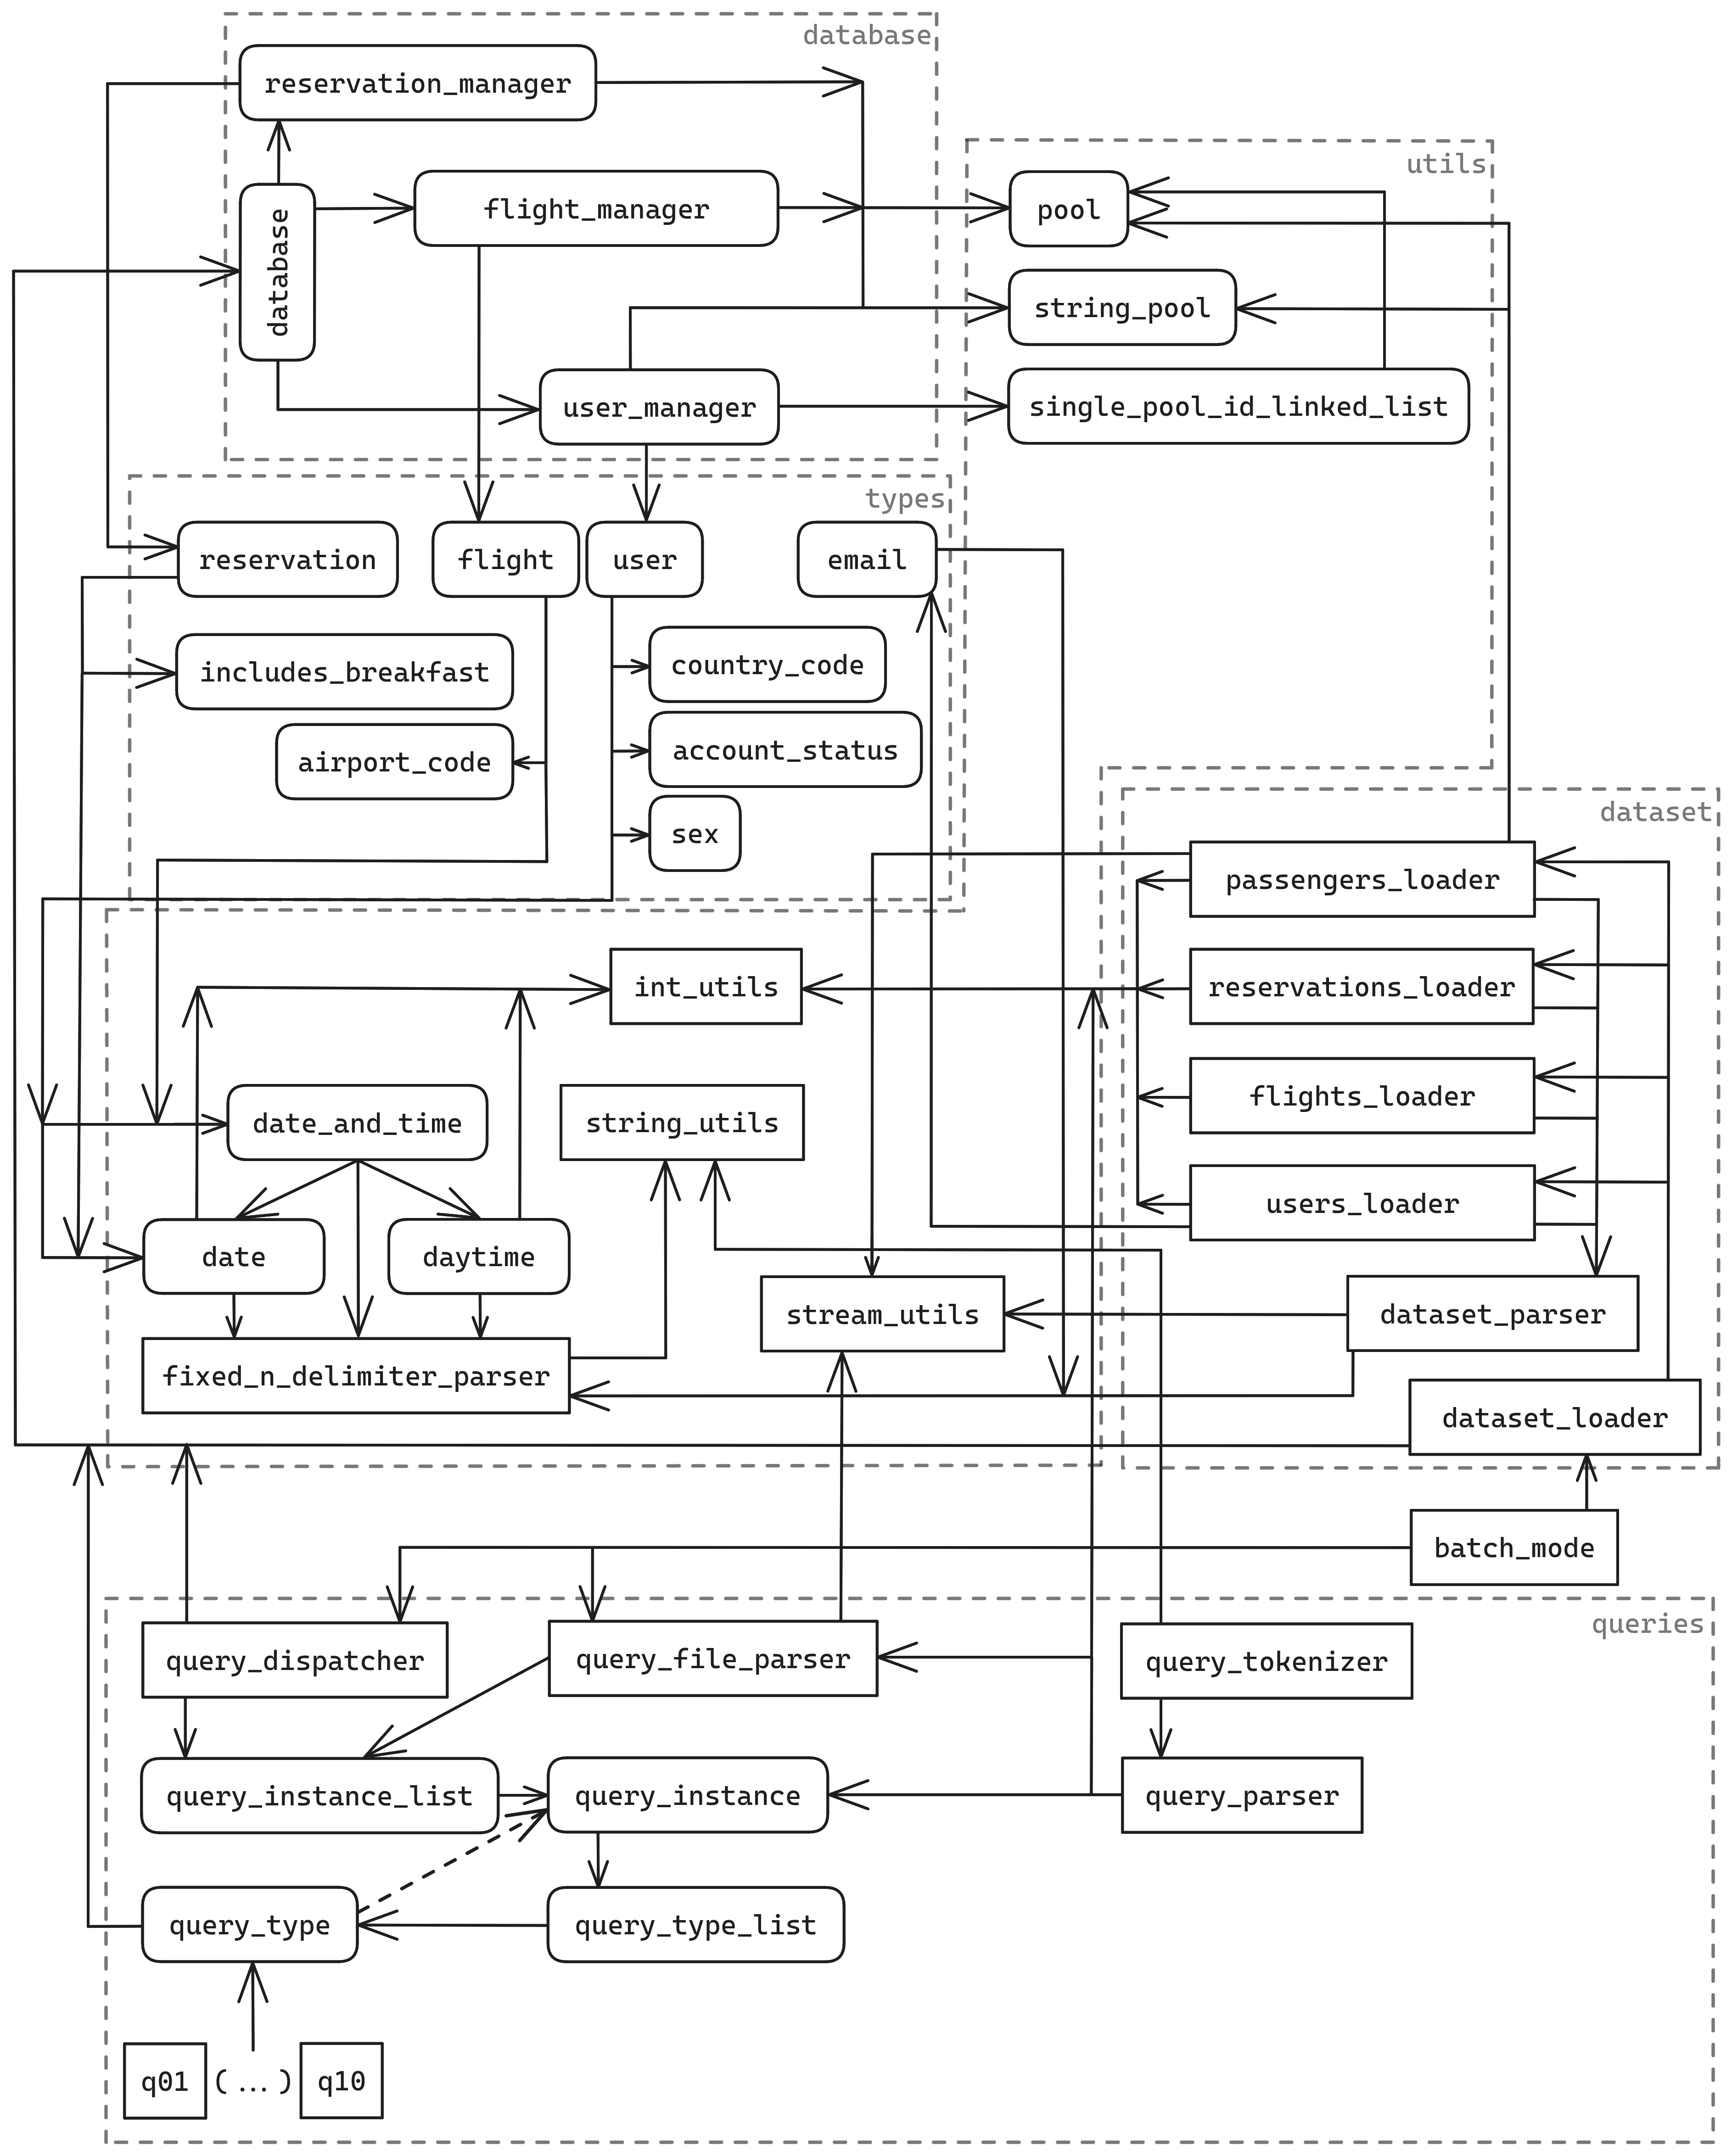 database
reservation_manager
utils
pool
flight_manager
database
string_pool
user_manager
single_pool_id_linked_list
types
reservation
flight
user
email
country_code
includes_breakfast
account_status
airport_code
dataset
sex
passengers_loader
int_utils
reservations_loader
flights_loader
date_and_time
string_utils
users_loader
date
daytime
stream_utils
dataset_parser
fixed_n_delimiter_parser
dataset_loader
batch_mode
queries
query_dispatcher
query_file_parser
query_tokenizer
query_instance_list
query_instance
query_parser
query_type
query_type_list
q01 (...) q10